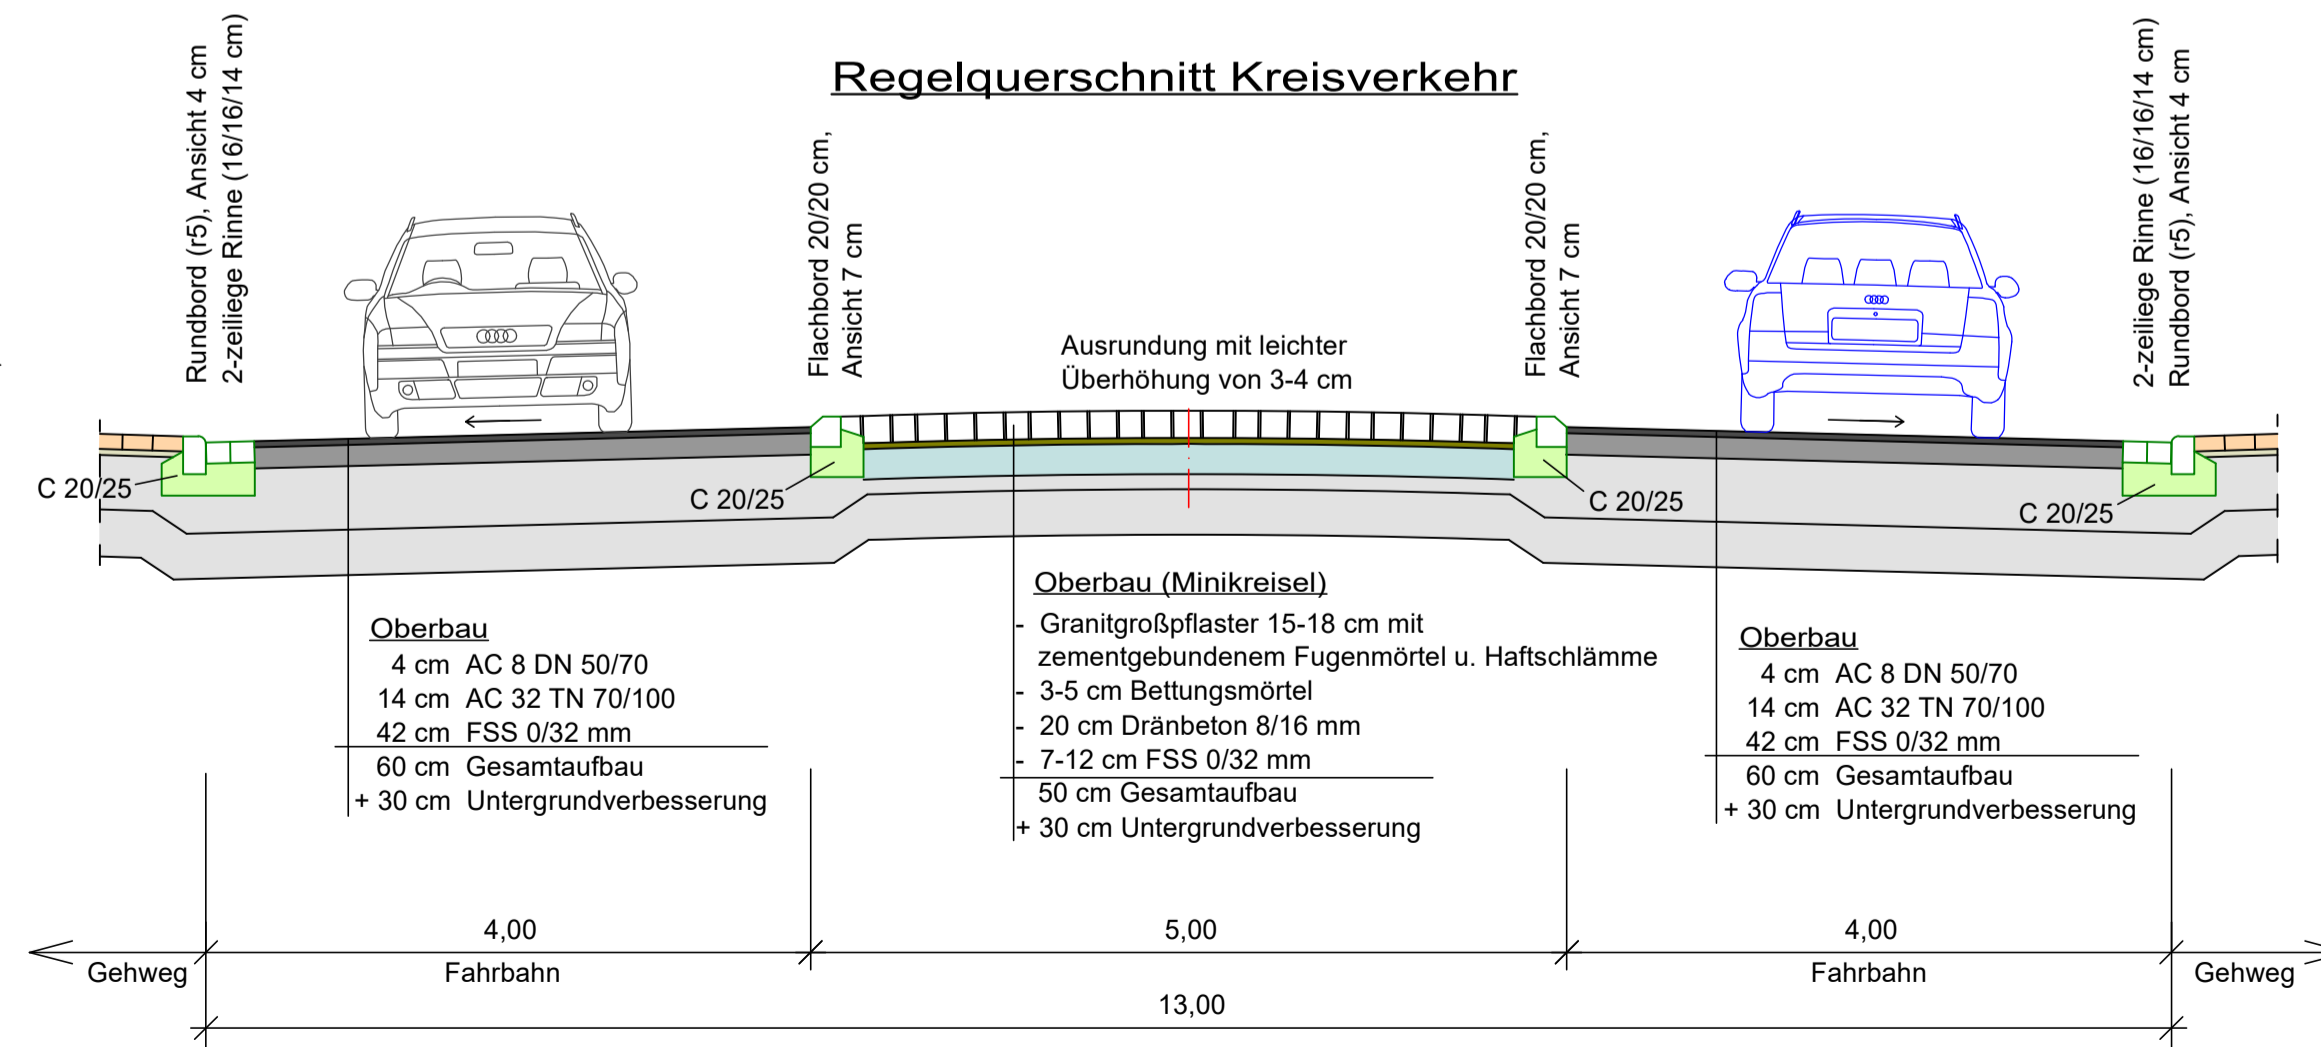 Regelquerschnitt Kreisverkehr
Rundbord (r5), Ansicht 4 cm
2-zeilige Rinne (16/16/14 cm)
Flachbord 20/20 cm,
Ansicht 7 cm
Flachbord 20/20 cm,
Ansicht 7 cm
2-zeiliege Rinne (16/16/14 cm)
Rundbord (r5), Ansicht 4 cm
Ausrundung mit leichter
Überhöhung von 3-4 cm
C 20/25
C 20/25
C 20/25
C 20/25
Oberbau
4 cm AC 8 DN 50/70
14 cm AC 32 TN 70/100
42 cm FSS 0/32 mm
60 cm Gesamtaufbau
+ 30 cm Untergrundverbesserung
Oberbau (Minikreisel)
- Granitgroßpflaster 15-18 cm mit
zementgebundenem Fugenmörtel u. Haftschlämme
- 3-5 cm Bettungsmörtel
- 20 cm Dränbeton 8/16 mm
- 7-12 cm FSS 0/32 mm
50 cm Gesamtaufbau
+ 30 cm Untergrundverbesserung
Oberbau
4 cm AC 8 DN 50/70
14 cm AC 32 TN 70/100
42 cm FSS 0/32 mm
60 cm Gesamtaufbau
+ 30 cm Untergrundverbesserung
4,00
5,00
4,00
Gehweg
Fahrbahn
Fahrbahn
Gehweg
13,00